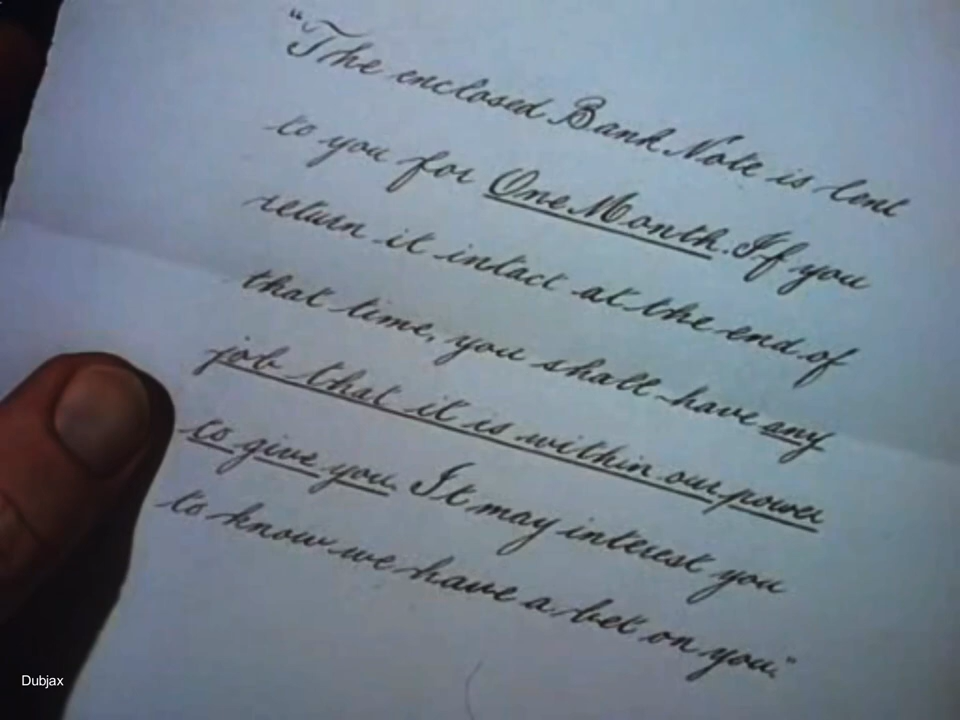 "The enclosed Bank Note is lent
to you for One Month. If you
return it intact at the end of
that time, you shall have any
job that it is within our power
to give you. It may interest you
to know we have a bet on you."
Dubjax